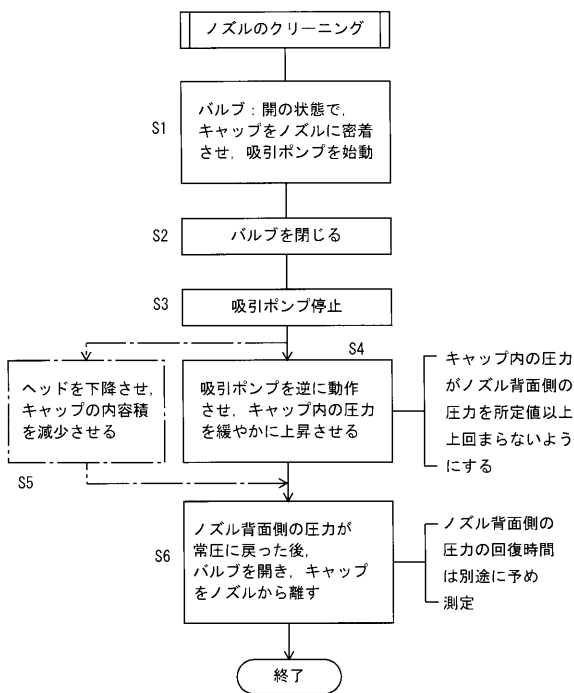 ノズルのクリーニング
S1
バルブ：開の状態で，
キャップをノズルに密着
させ，吸引ポンプを始動
S2
バルブを閉じる
S3
吸引ポンプ停止
S4
ヘッドを下降させ，
キャップの内容積
を減少させる
S5
吸引ポンプを逆に動作
させ，キャップ内の圧力
を緩やかに上昇させる
キャップ内の圧力
がノズル背面側の
圧力を所定値以上
上回まらないよう
にする
S6
ノズル背面側の圧力が
常圧に戻った後，
バルブを開き，キャップ
をノズルから離す
ノズル背面側の
圧力の回復時間
は別途に予め
測定
終了